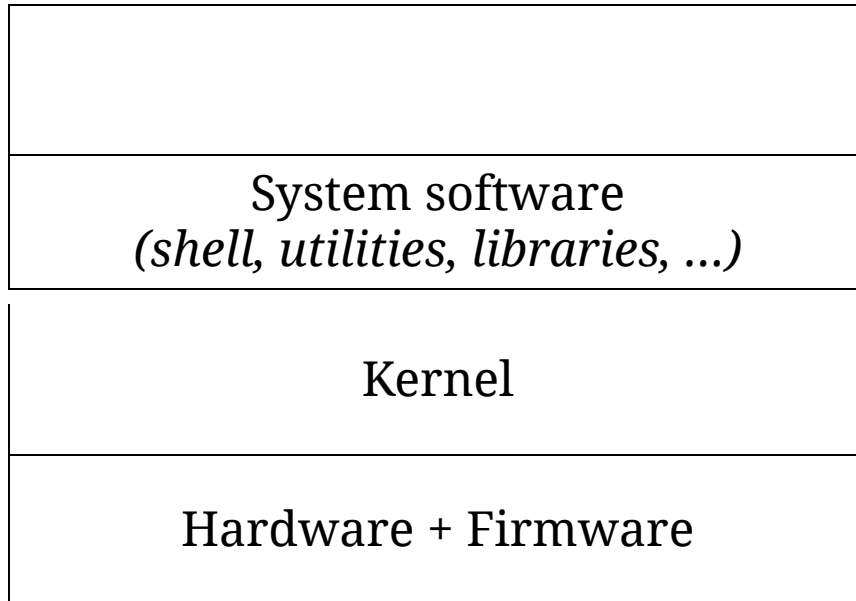 System software
(shell, utilities, libraries, ...)
Kernel
Hardware + Firmware